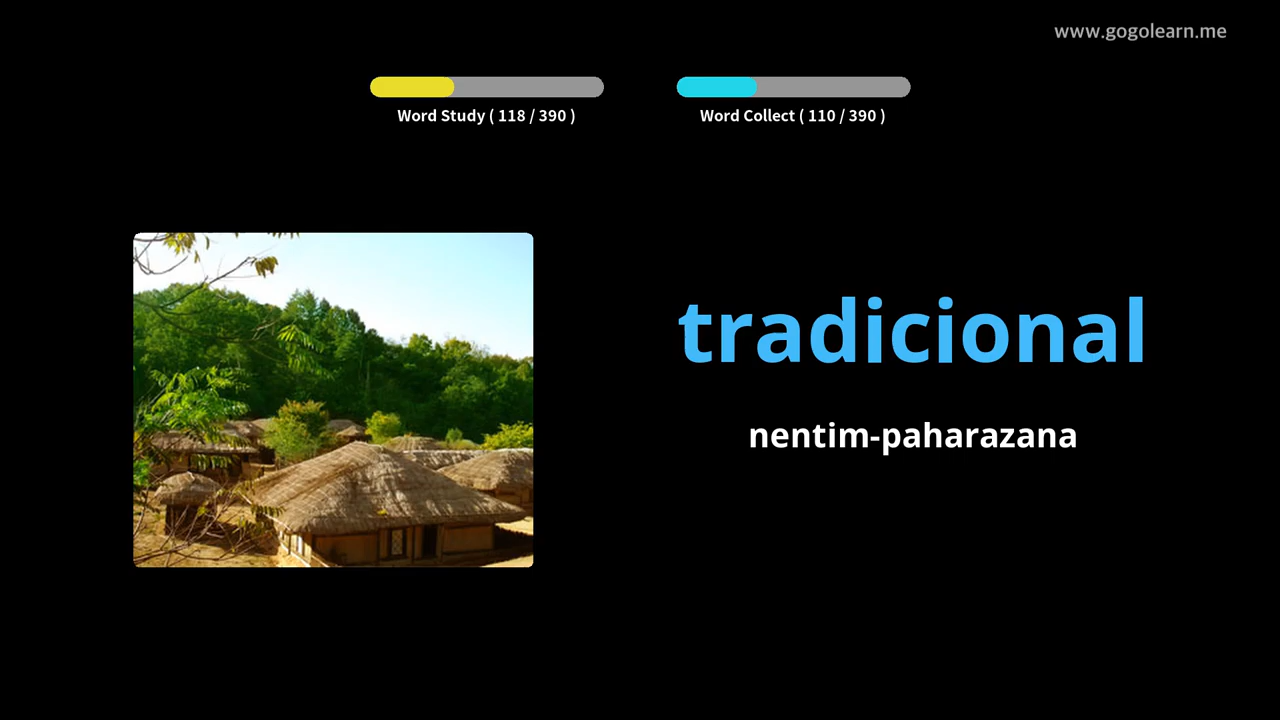 www.gogolearn.me
Word Study ( 118 / 390 )
Word Collect ( 110 / 390 )
tradicional
nentim-paharazana